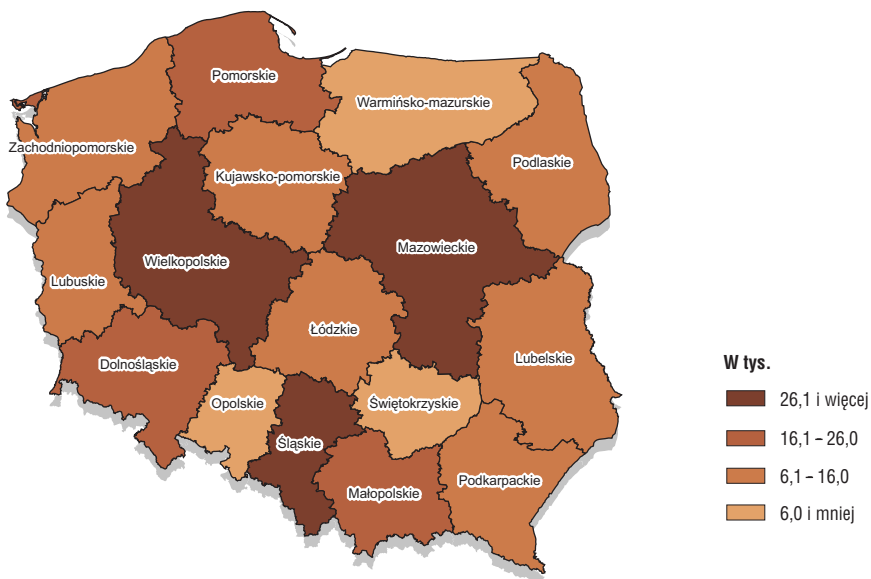 Pomorskie
Warmińsko-mazurskie
Zachodniopomorskie
Podlaskie
Kujawsko-pomorskie
Mazowieckie
Wielkopolskie
Lubuskie
Łódzkie
Lubelskie
Dolnośląskie
Opolskie
Świętokrzyskie
Śląskie
Podkarpackie
Małopolskie
W tys.
26,1 i więcej
16,1 – 26,0
6,1 – 16,0
6,0 i mniej